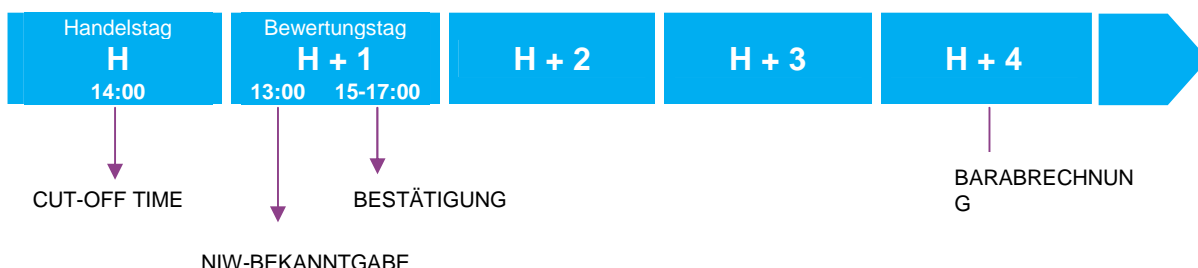 Handelstag
H
14:00
Bewertungstag
H + 1
13:00 15-17:00
H + 2
H + 3
H + 4
CUT-OFF TIME
BESTÄTIGUNG
BARABRECHNUN
G
NIW-BEKANNTGABE